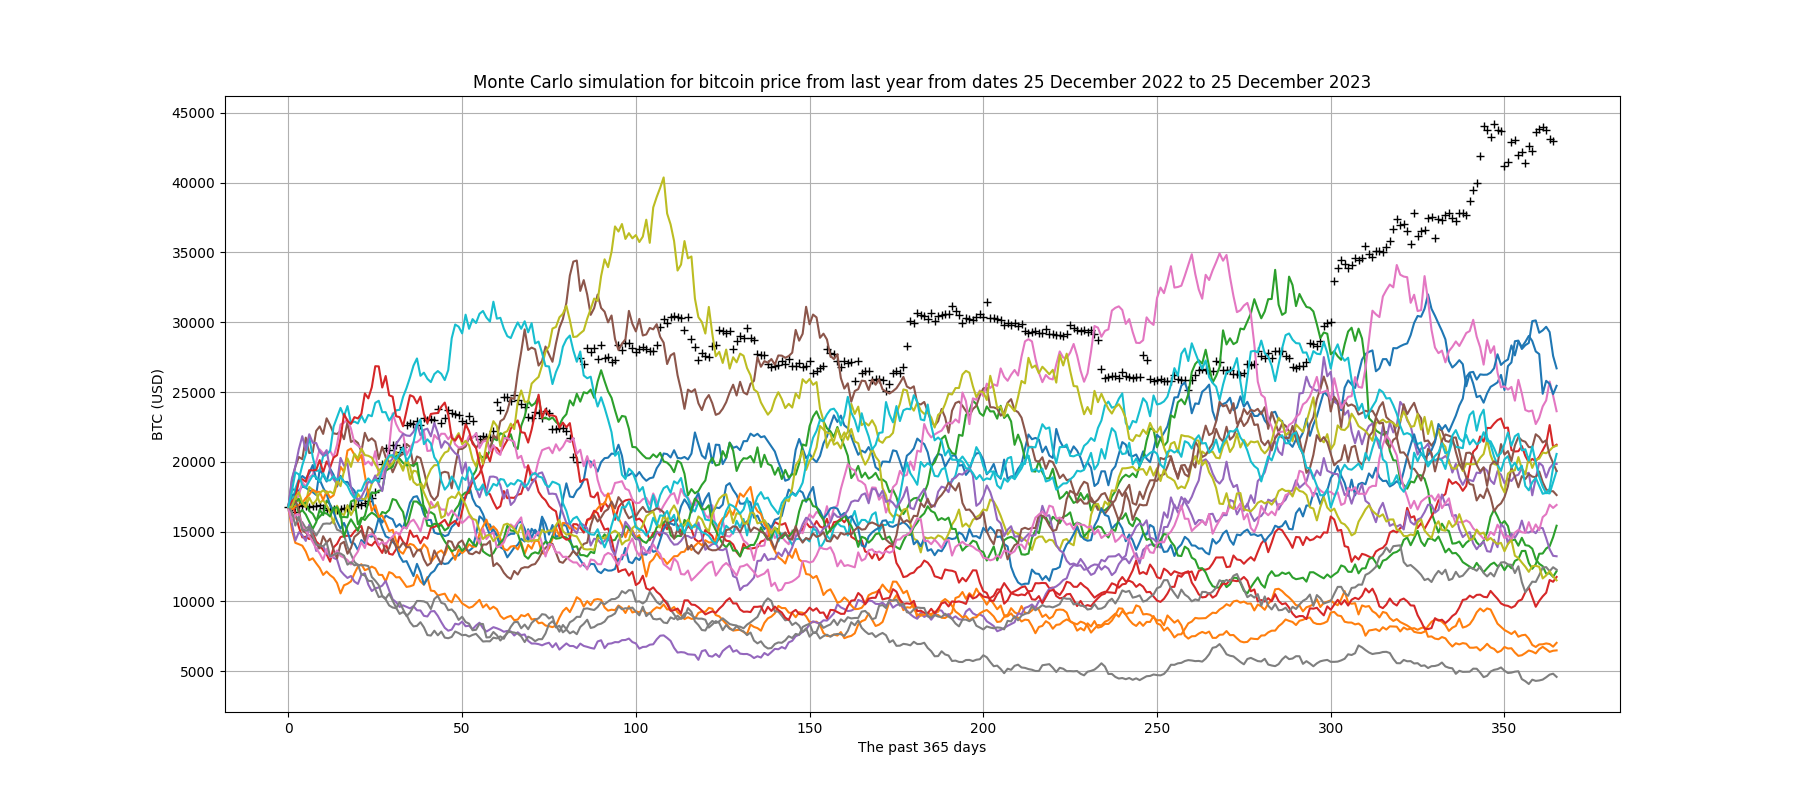 Monte Carlo simulation for bitcoin price from last year from dates 25 December 2022 to 25 December 2023
45000
40000
35000
30000
25000
20000
15000
10000
5000
BTC (USD)
0 50 100 150 200 250 300 350
The past 365 days